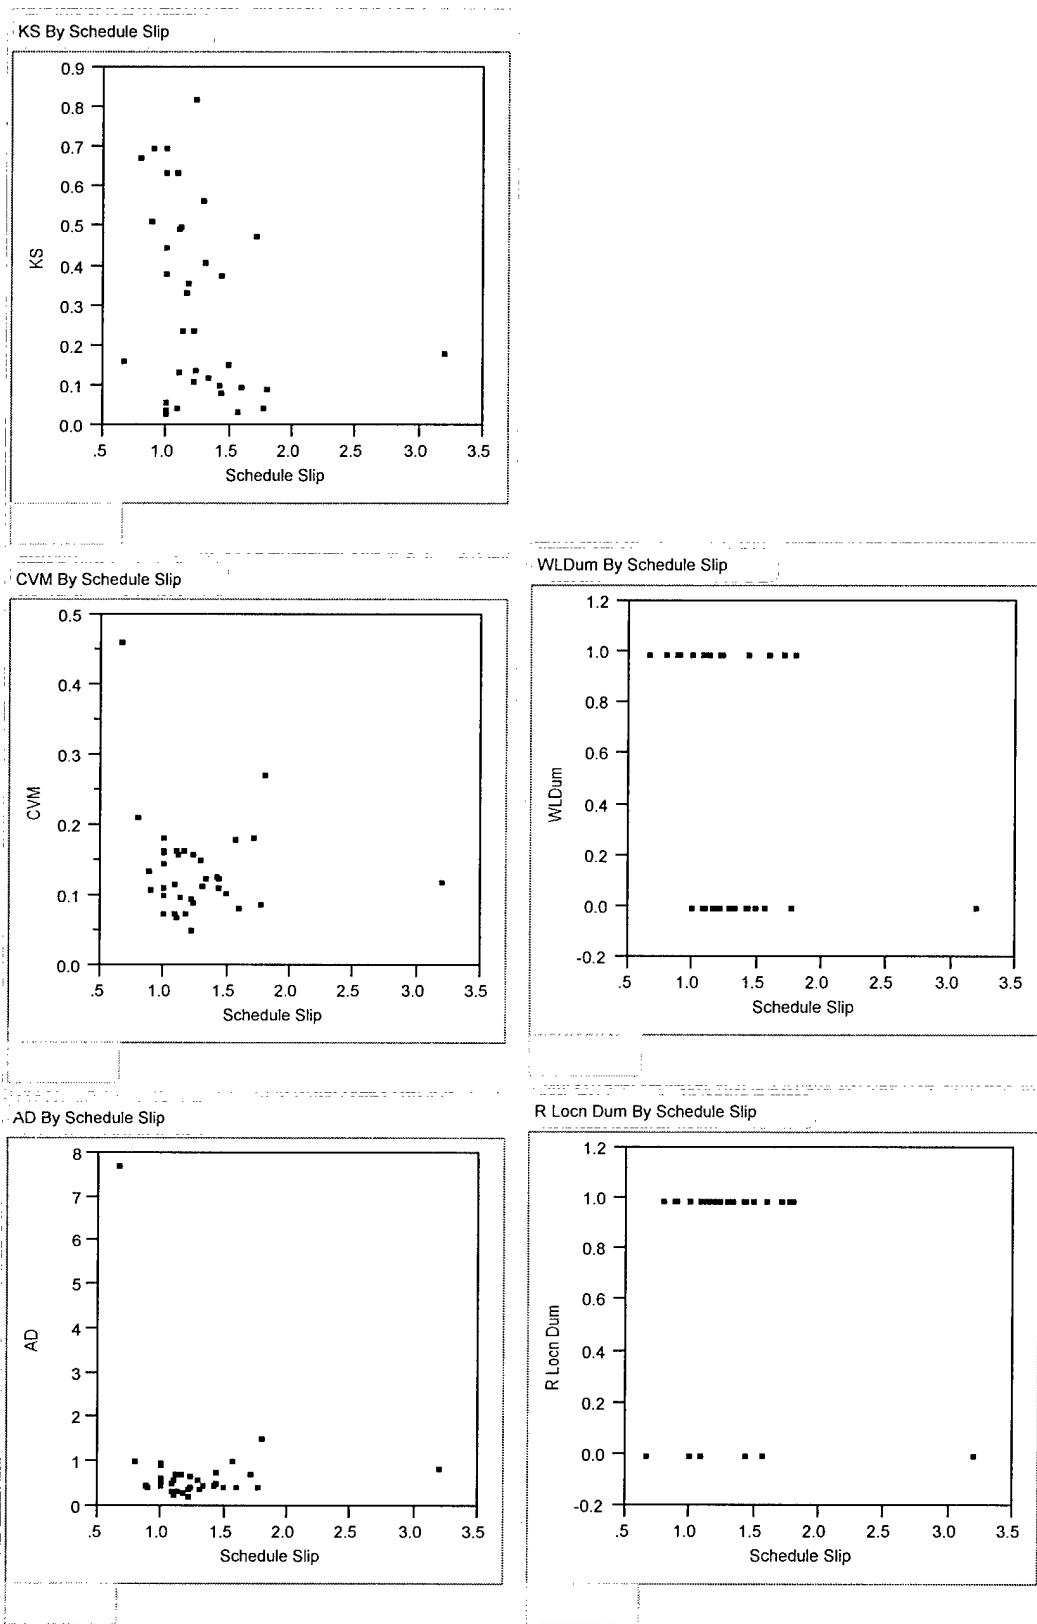 KS By Schedule Slip
0.9
0.8
0.7
0.6
0.5
0.4
0.3
0.2
0.1
0.0
KS
.5 1.0 1.5 2.0 2.5 3.0 3.5
Schedule Slip
CVM By Schedule Slip
0.5
0.4
0.3
0.2
0.1
0.0
CVM
.5 1.0 1.5 2.0 2.5 3.0 3.5
Schedule Slip
WLDum By Schedule Slip
1.2
1.0
0.8
0.6
0.4
0.2
0.0
-0.2
WLDum
.5 1.0 1.5 2.0 2.5 3.0 3.5
Schedule Slip
AD By Schedule Slip
8
7
6
5
4
3
2
1
0
AD
.5 1.0 1.5 2.0 2.5 3.0 3.5
Schedule Slip
R Locn Dum By Schedule Slip
1.2
1.0
0.8
0.6
0.4
0.2
0.0
-0.2
R Locn Dum
.5 1.0 1.5 2.0 2.5 3.0 3.5
Schedule Slip